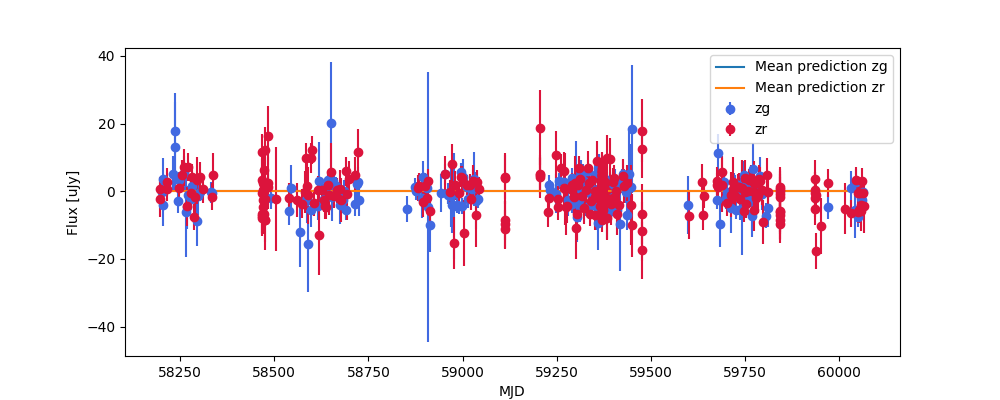 40
20
0
−20
−40
Flux [uJy]
58250
58500
58750
59000
59250
59500
59750
60000
MJD
Mean prediction zg
Mean prediction zr
zg
zr